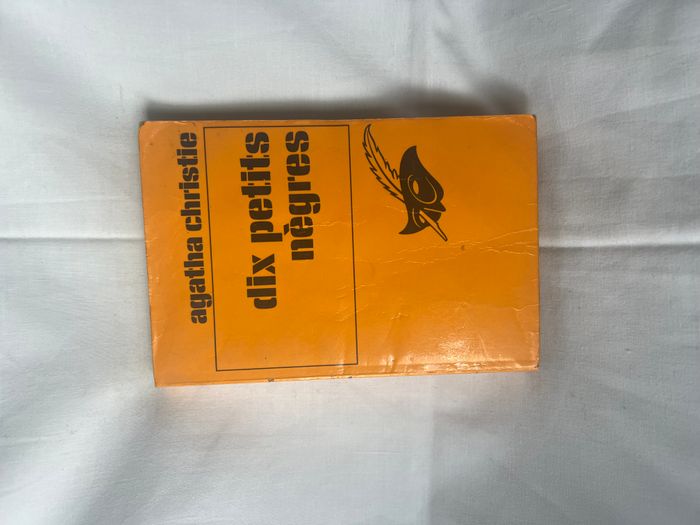 agatha christie
dix petits
nègres